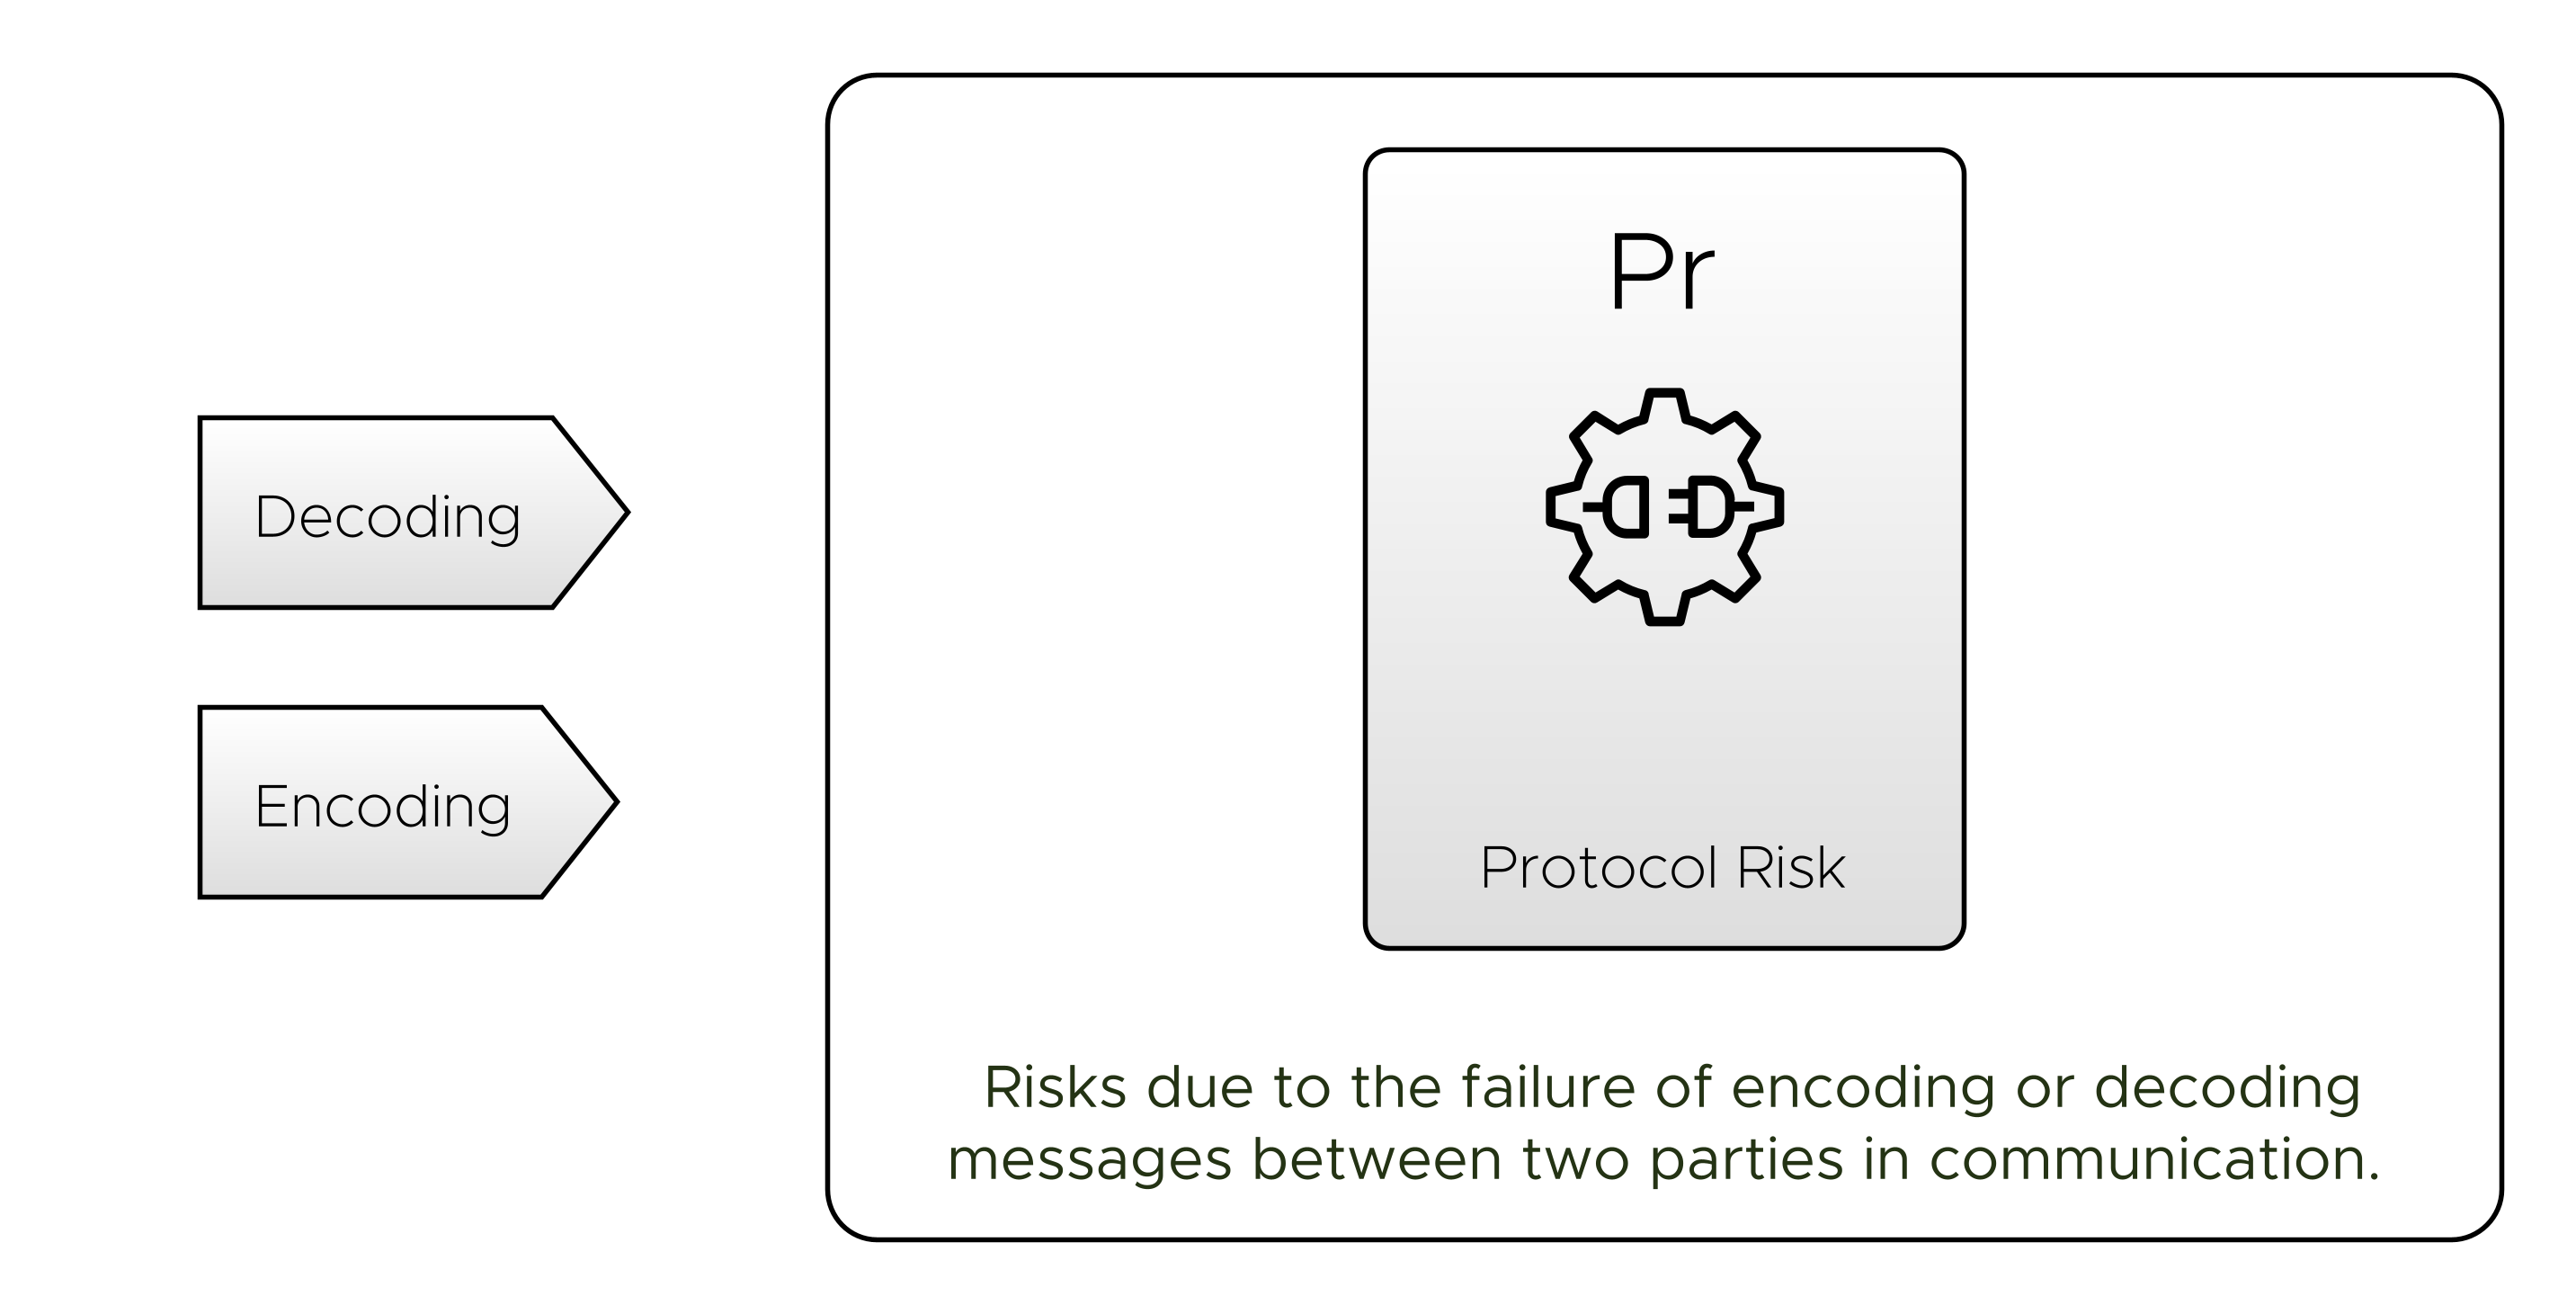 Decoding
Encoding
Pr
Protocol Risk
Risks due to the failure of encoding or decoding
messages between two parties in communication.